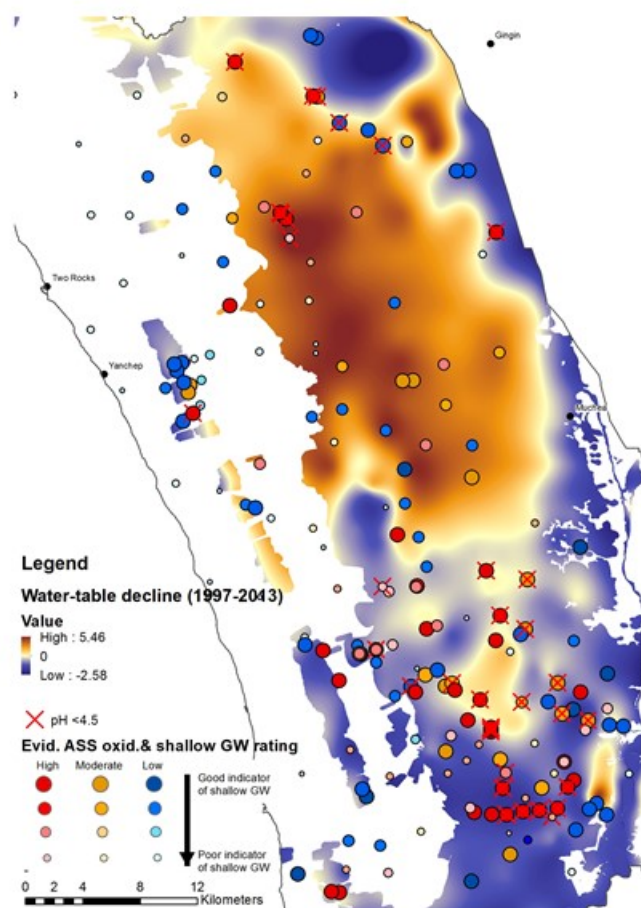 Gingin
Two Rocks
Yanchep
Muchea
Legend
Water-table decline (1997-2013)
Value
High : 5.46
0
Low : -2.58
pH <4.5
Evid. ASS oxid.& shallow GW rating
High Moderate Low
Good indicator
of shallow GW
Poor indicator
of shallow GW
0 2 4 8 12
Kilometers